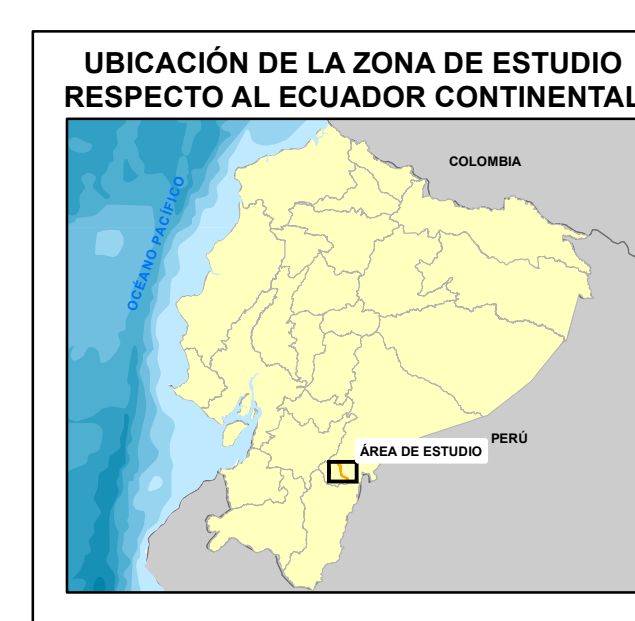 UBICACIÓN DE LA ZONA DE ESTUDIO
RESPECTO AL ECUADOR CONTINENTAL
COLOMBIA
OCÉANO PACÍFICO
PERÚ
ÁREA DE ESTUDIO